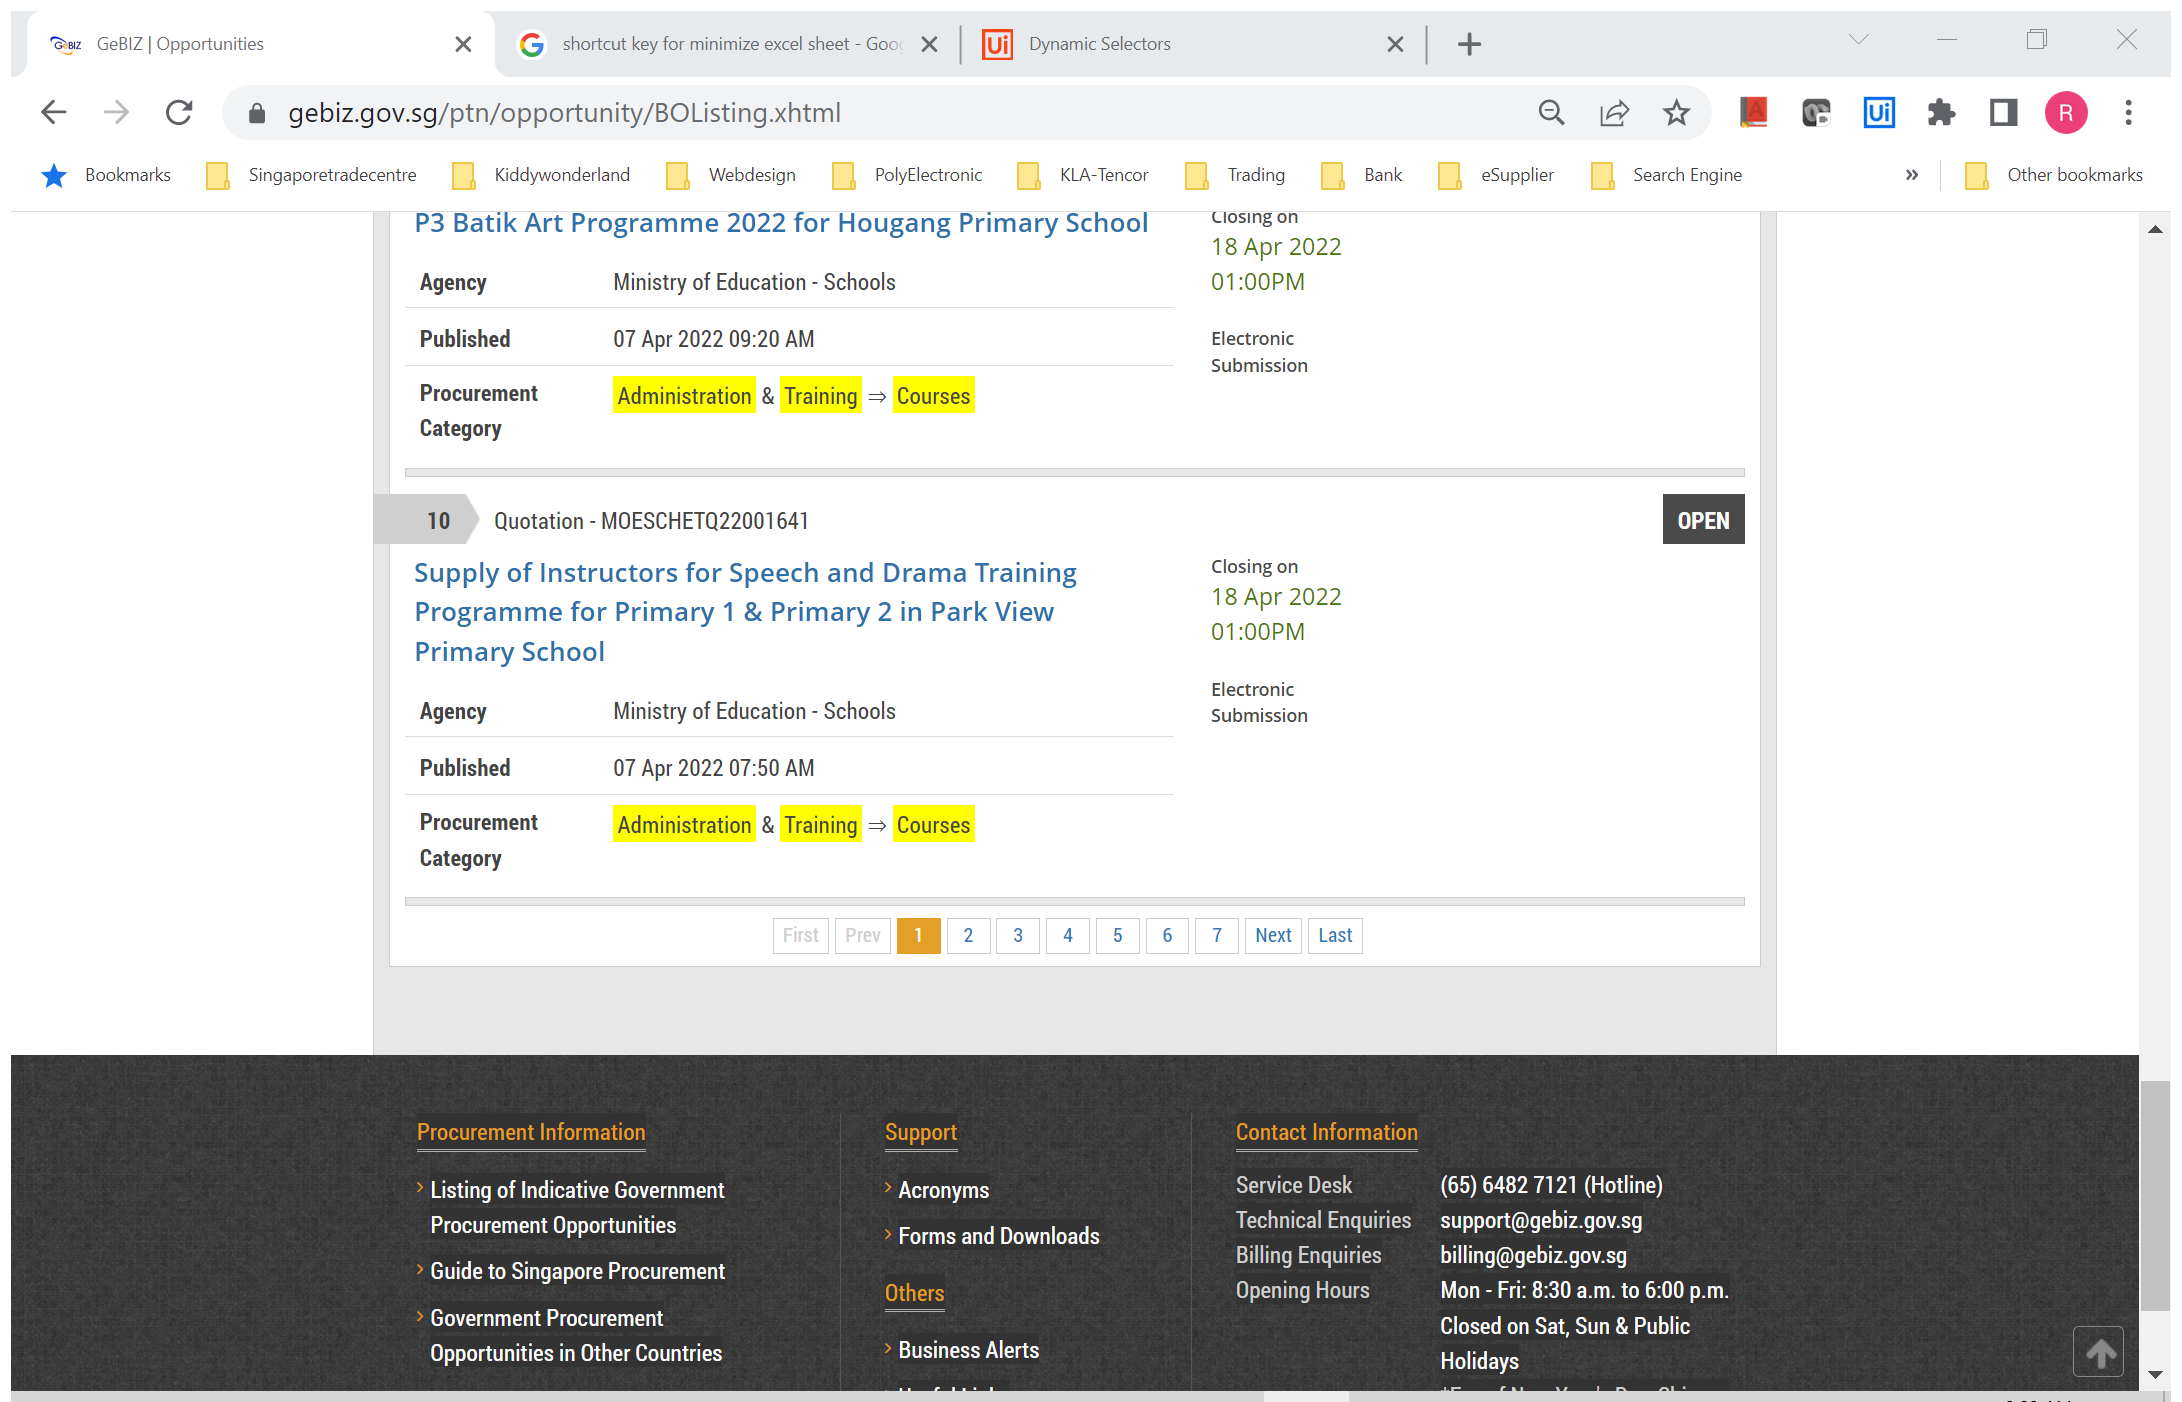 GeBIZ GeBIZ | Opportunities
shortcut key for minimize excel sheet - Goo
Ui Dynamic Selectors
gebiz.gov.sg/ptn/opportunity/BOListing.xhtml
Ui
R
Bookmarks Singaporetradecentre Kiddywonderland Webdesign PolyElectronic KLA-Tencor Trading Bank eSupplier Search Engine » Other bookmarks
P3 Batik Art Programme 2022 for Hougang Primary School
Closing on
18 Apr 2022
01:00PM
Electronic
Submission
Agency Ministry of Education - Schools
Published 07 Apr 2022 09:20 AM
Procurement
Category
Administration & Training ⇒ Courses
10 Quotation - MOESCHETQ22001641
OPEN
Supply of Instructors for Speech and Drama Training
Programme for Primary 1 & Primary 2 in Park View
Primary School
Closing on
18 Apr 2022
01:00PM
Electronic
Submission
Agency Ministry of Education - Schools
Published 07 Apr 2022 07:50 AM
Procurement
Category
Administration & Training ⇒ Courses
First Prev 1 2 3 4 5 6 7 Next Last
Procurement Information
Listing of Indicative Government
Procurement Opportunities
Guide to Singapore Procurement
Government Procurement
Opportunities in Other Countries
Support
Acronyms
Forms and Downloads
Others
Business Alerts
Contact Information
Service Desk (65) 6482 7121 (Hotline)
Technical Enquiries support@gebiz.gov.sg
Billing Enquiries billing@gebiz.gov.sg
Opening Hours Mon - Fri: 8:30 a.m. to 6:00 p.m.
Closed on Sat, Sun & Public
Holidays